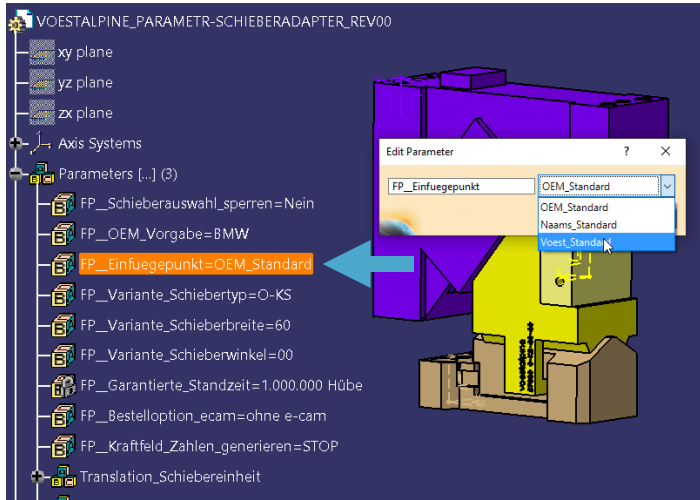 VOESTALPINE_PARAMETR-SCHIEBERADAPTER_REV00
xy plane
yz plane
zx plane
Axis Systems
Parameters [...] (3)
FP__Schieberauswahl_sperren=Nein
FP__OEM_Vorgabe=BMW
FP__Einfuegepunkt=OEM_Standard
FP__Variante_Schiebertyp=O-KS
FP__Variante_Schieberbreite=60
FP__Variante_Schieberwinkel=00
FP__Garantierte_Standzeit=1.000.000 Hübe
FP__Bestelloption_ecam=ohne e-cam
FP__Kraftfeld_Zahlen_generieren=STOP
Translation_Schiebereinheit
Edit Parameter ? X
FP__Einfuegepunkt OEM_Standard
OEM_Standard
Naams_Standard
Voest_Standard
voestalpine